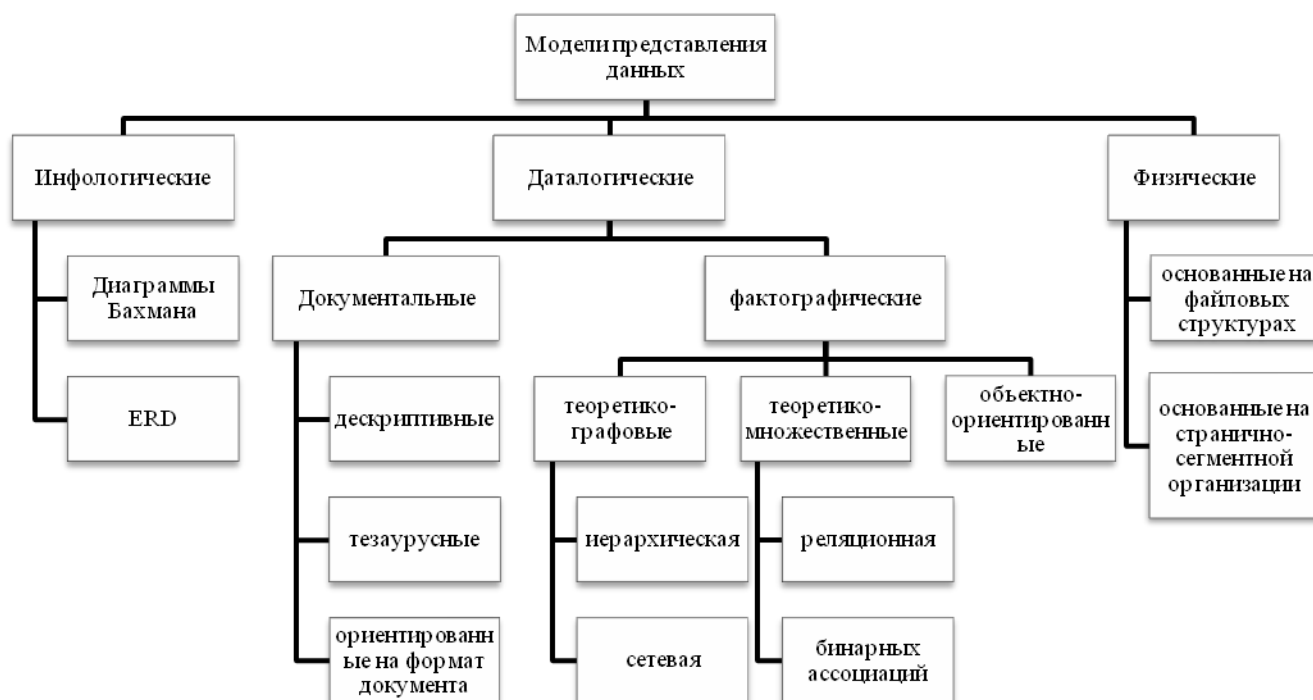 Модели представления
данных
Инфологические
Даталогические
Физические
Диаграммы
Бахмана
ERD
Документальные
фактографические
дескриптивные
тезаурусные
ориентированн
ые на формат
документа
теоретико-
графовые
теоретико-
множественные
объектно-
ориентированн
ые
иерархическая
сетевая
реляционная
бинарных
ассоциаций
основанные на
файловых
структурах
основанные на
странично-
сегментной
организации